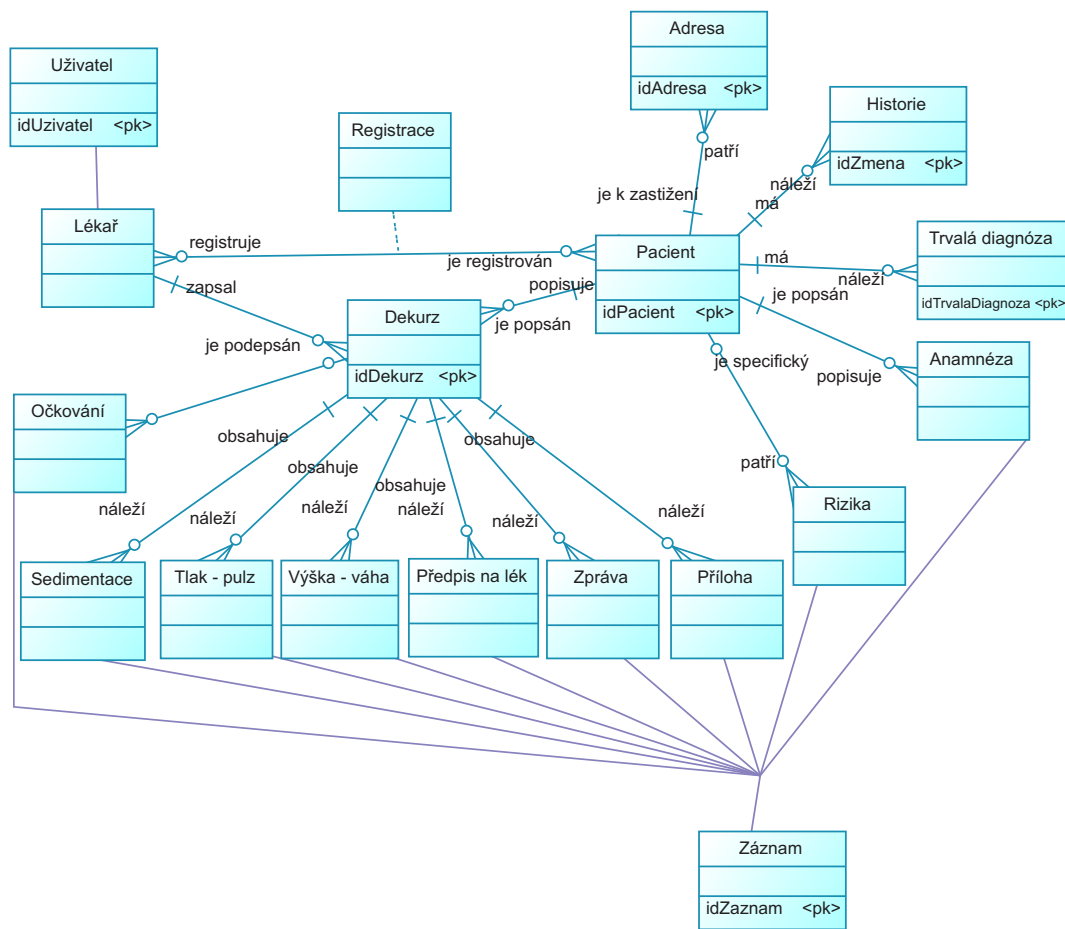 Adresa
idAdresa <pk>
Uživatel
idUzivatel <pk>
Historie
idZmena <pk>
Registrace
patří
náleží
je k zastižení
má
Lékař
registruje
je registrován
Pacient
idPacient <pk>
má
náleží
Trvalá diagnóza
idTrvalaDiagnoza <pk>
zapsal
popisuje
je popsán
je popsán
Dekurz
idDekurz <pk>
je podepsán
je specifický
popisuje
Anamnéza
Očkování
obsahuje
obsahuje
obsahuje
obsahuje
patří
Rizika
náleží
náleží
náleží
náleží
náleží
náleží
Sedimentace
Tlak - pulz
Výška - váha
Předpis na lék
Zpráva
Příloha
Záznam
idZaznam <pk>